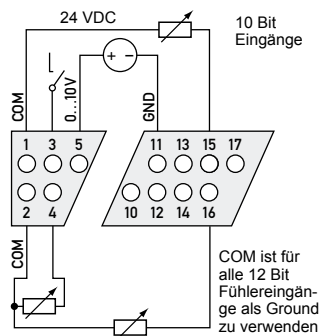 24 VDC
10 Bit
Eingänge
COM
0...10V
+ -
GND
1 3 5
11 13 15 17
2 4
10 12 14 16
COM
COM ist für
alle 12 Bit
Fühlereingän-
ge als Ground
zu verwenden